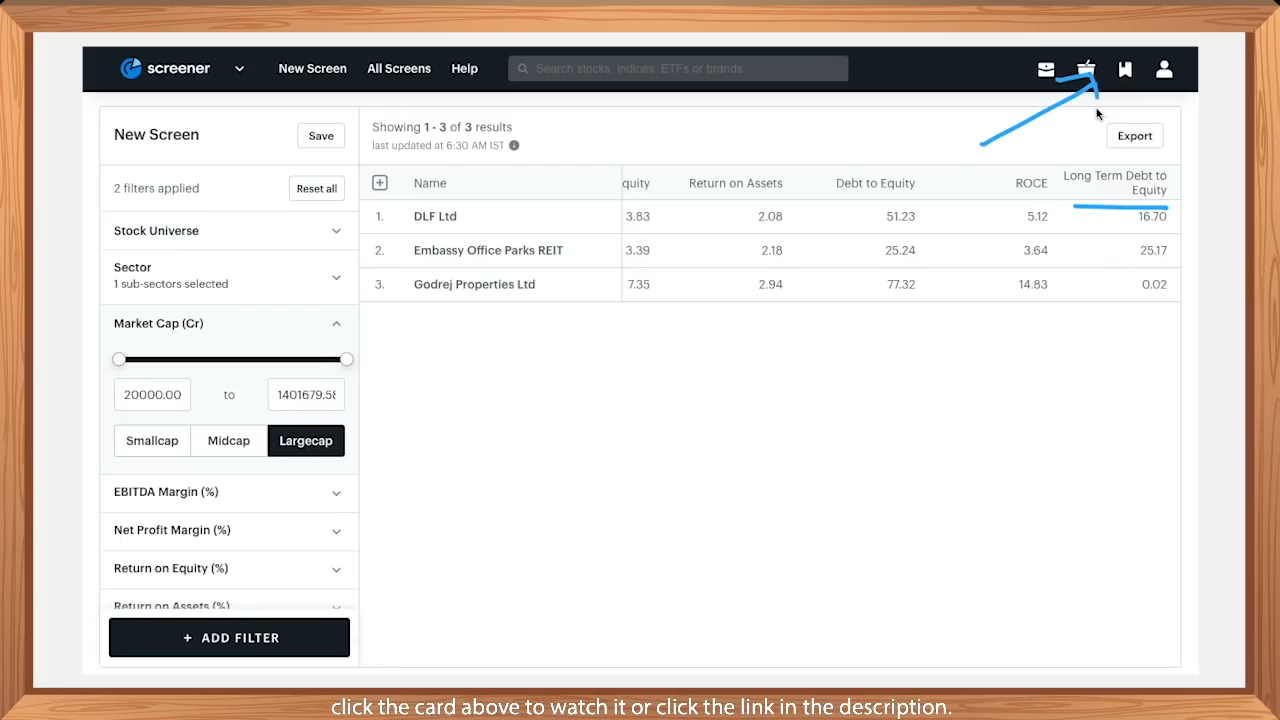 screener
New Screen
All Screens
Help
Search stocks, indices, ETFs or brands
New Screen
Save
2 filters applied
Reset all
Stock Universe
Sector
1 sub-sectors selected
Market Cap (Cr)
20000.00 to 1401679.58
Smallcap Midcap Largecap
EBITDA Margin (%)
Net Profit Margin (%)
Return on Equity (%)
Return on Assets (%)
+ ADD FILTER
Showing 1 - 3 of 3 results
last updated at 6:30 AM IST
Export
Name quity Return on Assets Debt to Equity ROCE Long Term Debt to
Equity
1. DLF Ltd 3.83 2.08 51.23 5.12 16.70
2. Embassy Office Parks REIT 3.39 2.18 25.24 3.64 25.17
3. Godrej Properties Ltd 7.35 2.94 77.32 14.83 0.02
click the card above to watch it or click the link in the description.